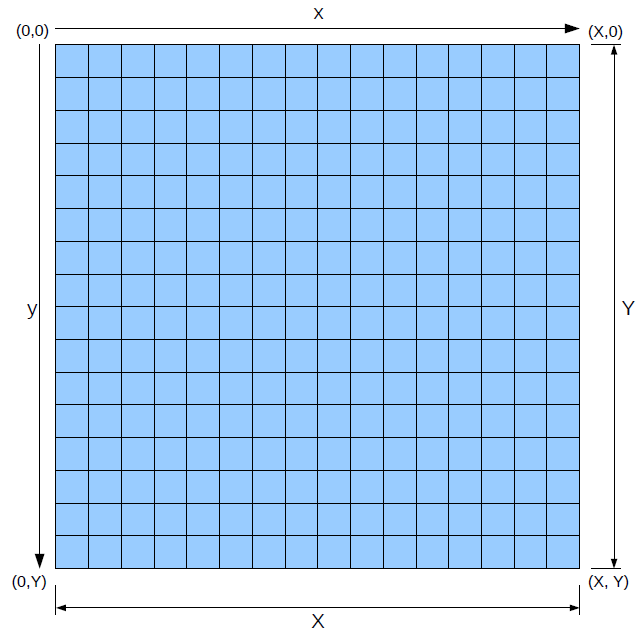 x
(0,0)
(X,0)
y
Y
(0,Y)
(X, Y)
X